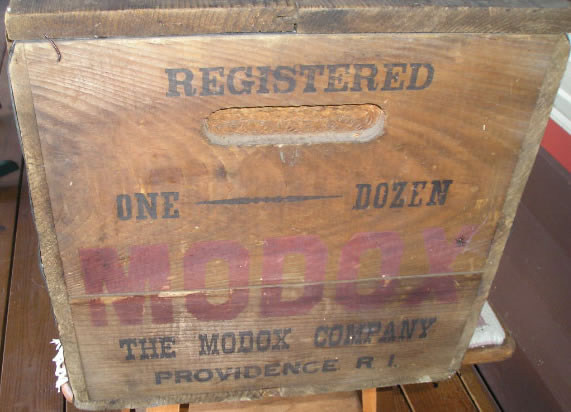 REGISTERED
ONE DOZEN
MODOX
THE MODOX COMPANY
PROVIDENCE R. I.